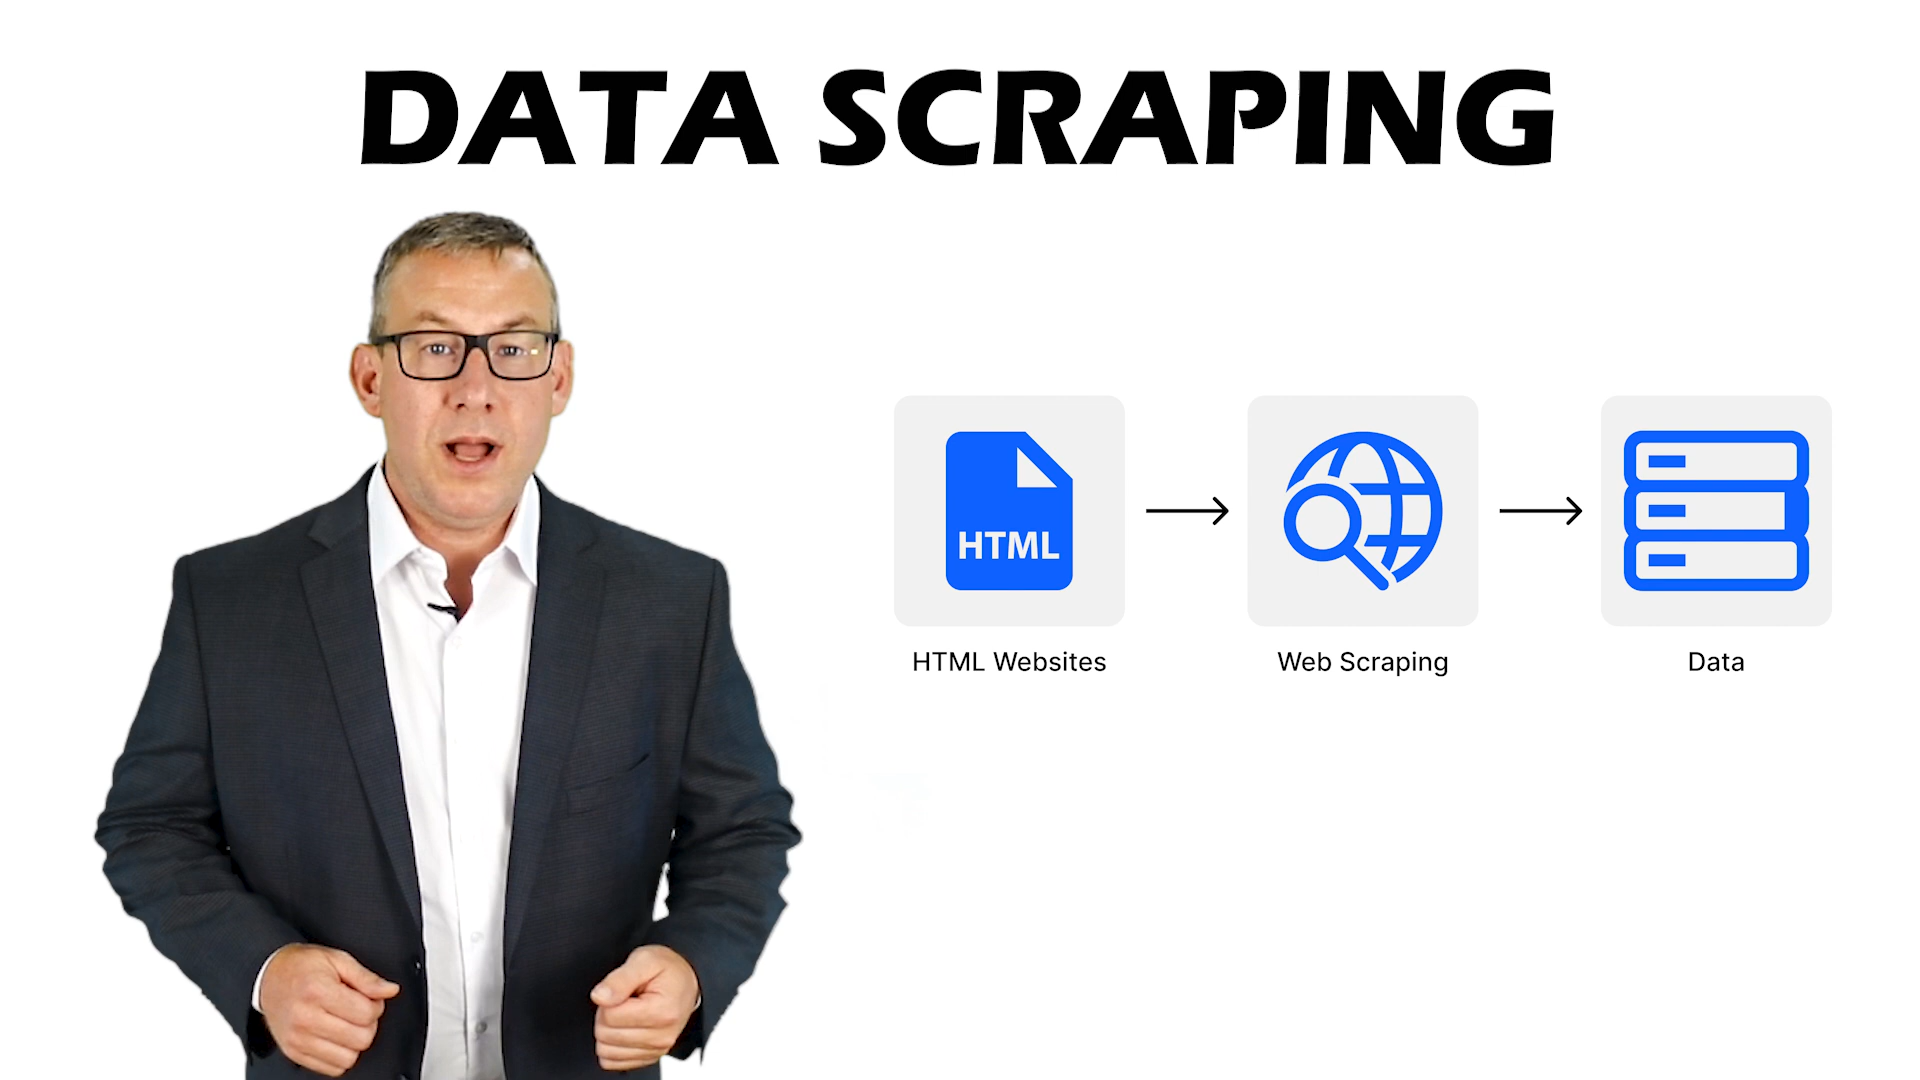 DATA SCRAPING
HTML
HTML Websites
Web Scraping
Data